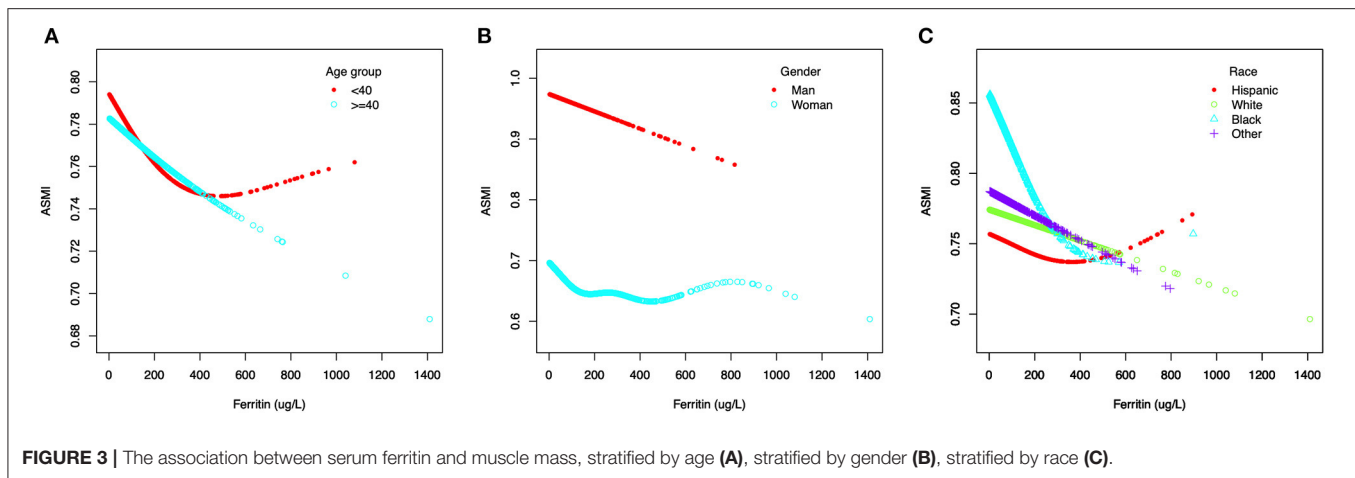 A
Age group
<40
>=40
ASMI
0.80
0.78
0.76
0.74
0.72
0.70
0.68
0 200 400 600 800 1000 1200 1400
Ferritin (ug/L)
B
Gender
Man
Woman
ASMI
1.0
0.9
0.8
0.7
0.6
0 200 400 600 800 1000 1200 1400
Ferritin (ug/L)
C
Race
Hispanic
White
Black
Other
ASMI
0.85
0.80
0.75
0.70
0 200 400 600 800 1000 1200 1400
Ferritin (ug/L)
FIGURE 3 | The association between serum ferritin and muscle mass, stratified by age (A), stratified by gender (B), stratified by race (C).